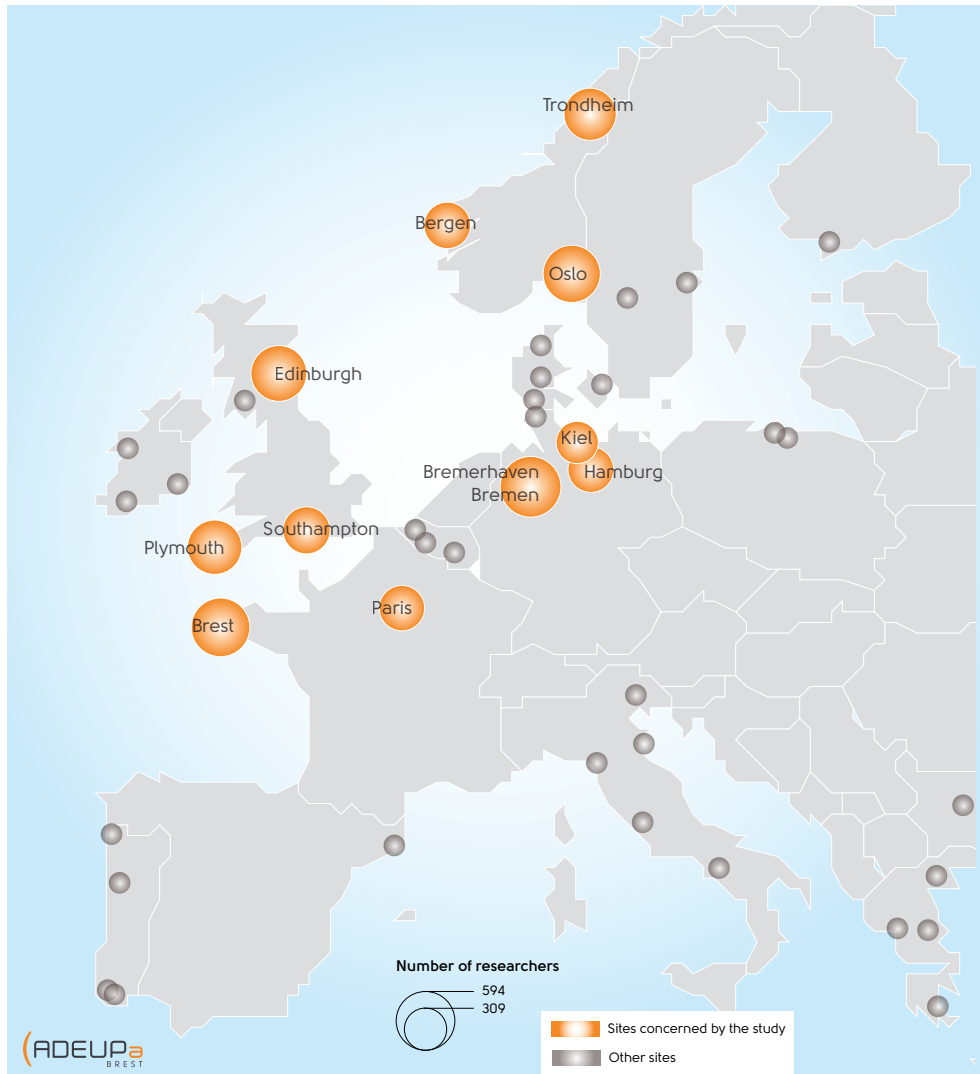 Trondheim
Bergen
Oslo
Edinburgh
Kiel
Bremerhaven
Bremen
Hamburg
Southampton
Plymouth
Paris
Brest
Number of researchers
594
309
Sites concerned by the study
Other sites
ADEUPa
BREST